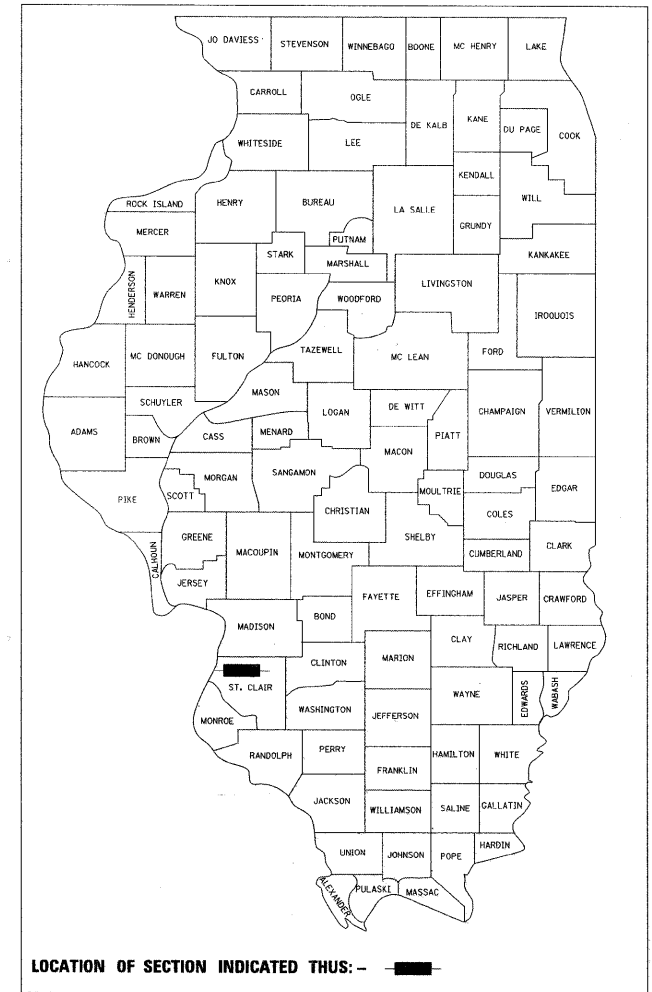 JO DAVIESS STEVENSON WINNEBAGO BOONE MC HENRY LAKE
CARROLL OGLE DE KALB KANE DU PAGE COOK
WHITESIDE LEE
KENDALL WILL
ROCK ISLAND HENRY BUREAU LA SALLE GRUNDY
MERCER PUTNAM
STARK MARSHALL KANKAKEE
HENDERSON WARREN KNOX PEORIA WOODFORD LIVINGSTON IROQUOIS
HANCOCK MC DONOUGH FULTON TAZEWELL MC LEAN FORD
MASON
SCHUYLER LOGAN DE WITT CHAMPAIGN VERMILION
ADAMS BROWN CASS MENARD PIATT
MACON
MORGAN SANGAMON DOUGLAS EDGAR
PIKE SCOTT CHRISTIAN MOULTRIE
COLES
GREENE MACOUPIN MONTGOMERY SHELBY
CALHOUN CUMBERLAND CLARK
JERSEY FAYETTE EFFINGHAM JASPER CRAWFORD
MADISON BOND
CLAY RICHLAND LAWRENCE
CLINTON MARION
ST. CLAIR WAYNE EDWARDS WABASH
WASHINGTON JEFFERSON
MONROE
RANDOLPH PERRY HAMILTON WHITE
FRANKLIN
JACKSON WILLIAMSON SALINE GALLATIN
UNION JOHNSON POPE HARDIN
ALEXANDER PULASKI MASSAC
LOCATION OF SECTION INDICATED THUS: -